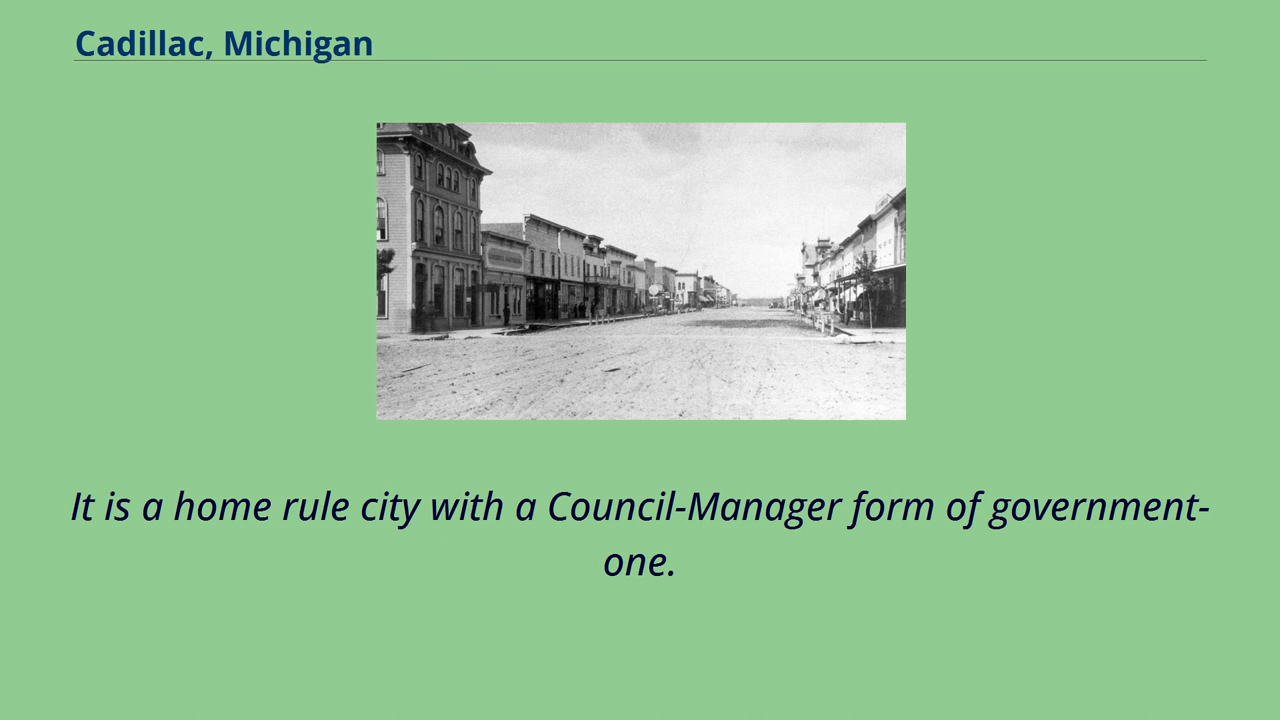 Cadillac, Michigan
It is a home rule city with a Council-Manager form of government-
one.